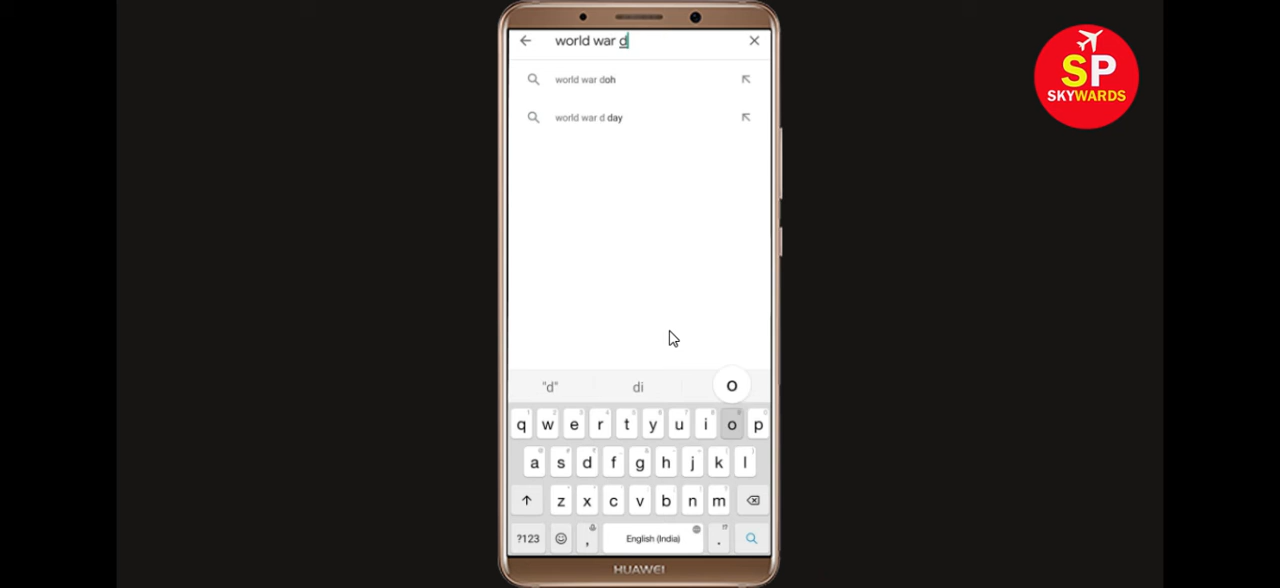 world war d
world war doh
world war d day
SP
SKYWARDS
"d" di o
q w e r t y u i o p
a s d f g h j k l
z x c v b n m
?123 , English (India) .
HUAWEI